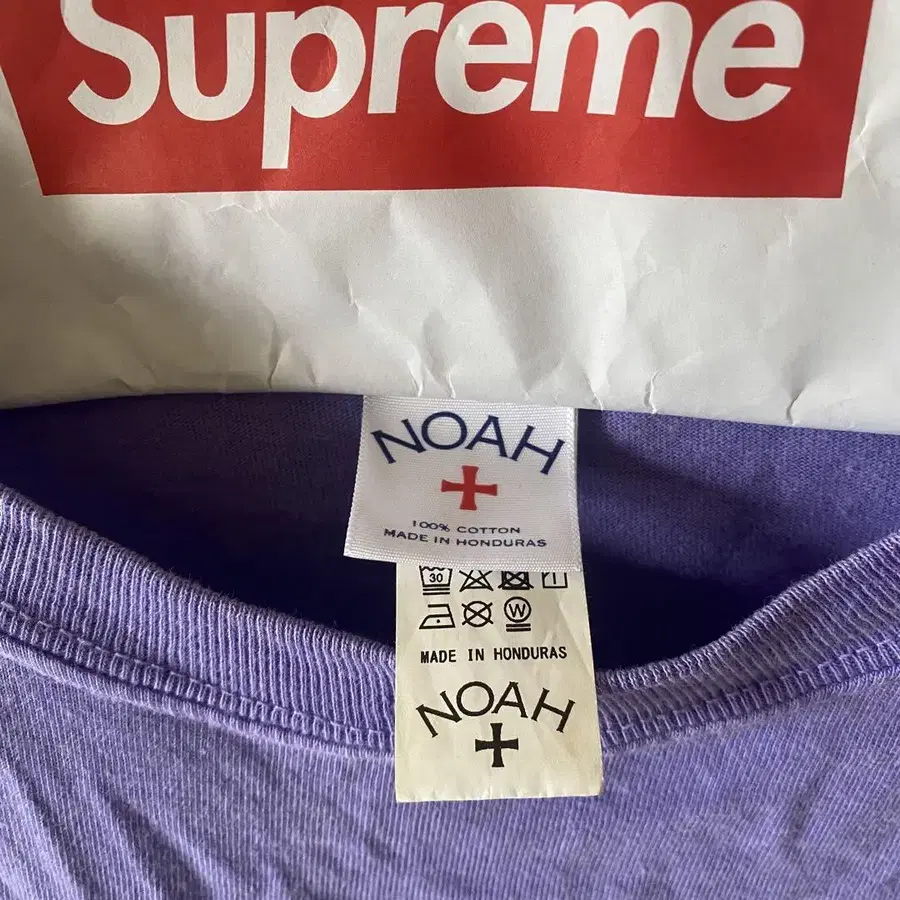 Supreme
NOAH
100% COTTON
MADE IN HONDURAS
30
W
MADE IN HONDURAS
NOAH